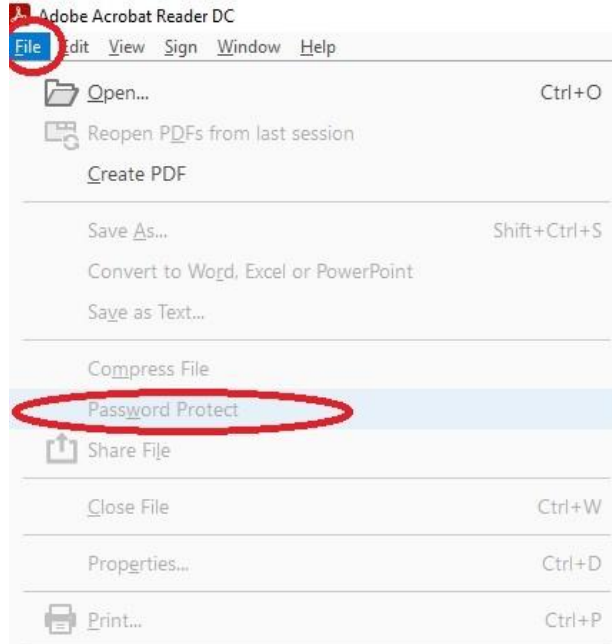 Adobe Acrobat Reader DC
File Edit View Sign Window Help
Open... Ctrl+O
Reopen PDFs from last session
Create PDF
Save As... Shift+Ctrl+S
Convert to Word, Excel or PowerPoint
Save as Text...
Compress File
Password Protect
Share File
Close File Ctrl+W
Properties... Ctrl+D
Print... Ctrl+P